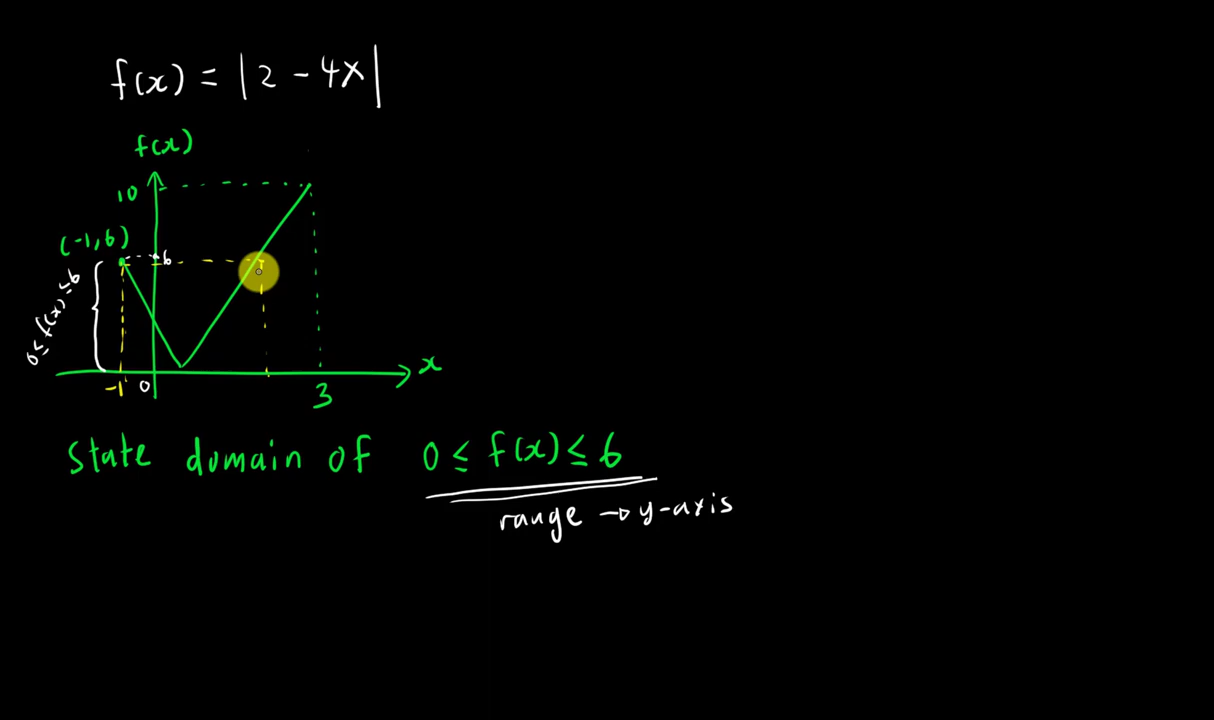 f(x) = |2 - 4x|
f(x)
10
(-1,6)
6
0 ≤ f(x) ≤ 6
-1 0 3 x
State domain of 0 ≤ f(x) ≤ 6
range → y-axis